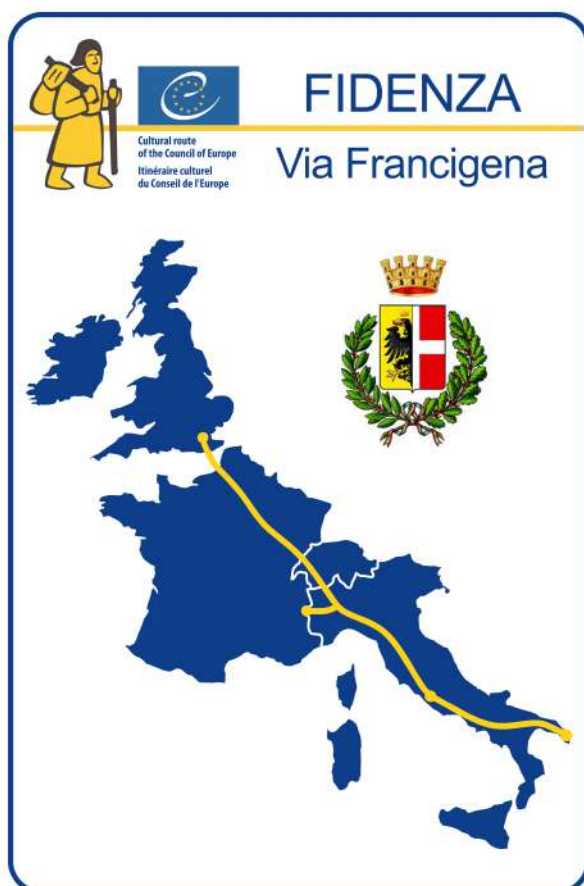 FIDENZA
Via Francigena
Cultural route
of the Council of Europe
Itinéraire culturel
du Conseil de l'Europe